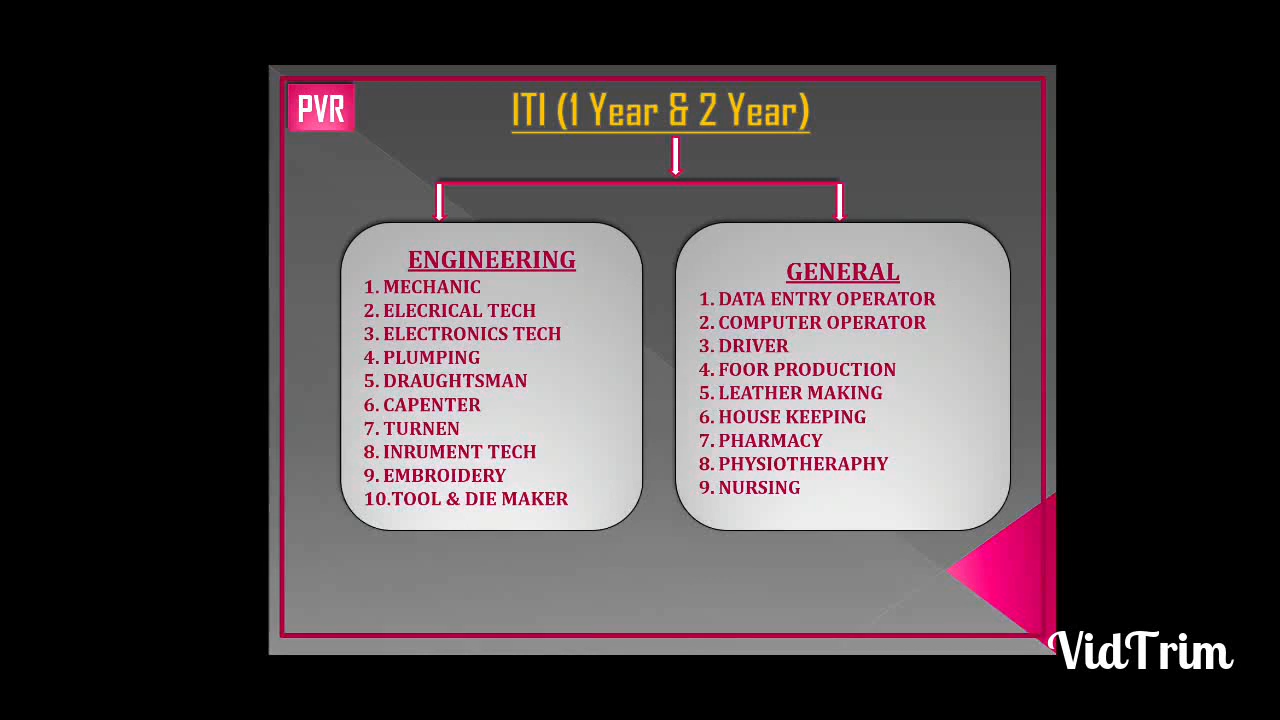 PVR
ITI (1 Year & 2 Year)
ENGINEERING
1. MECHANIC
2. ELECRICAL TECH
3. ELECTRONICS TECH
4. PLUMPING
5. DRAUGHTSMAN
6. CAPENTER
7. TURNEN
8. INRUMENT TECH
9. EMBROIDERY
10.TOOL & DIE MAKER
GENERAL
1. DATA ENTRY OPERATOR
2. COMPUTER OPERATOR
3. DRIVER
4. FOOR PRODUCTION
5. LEATHER MAKING
6. HOUSE KEEPING
7. PHARMACY
8. PHYSIOTHERAPHY
9. NURSING
VidTrim